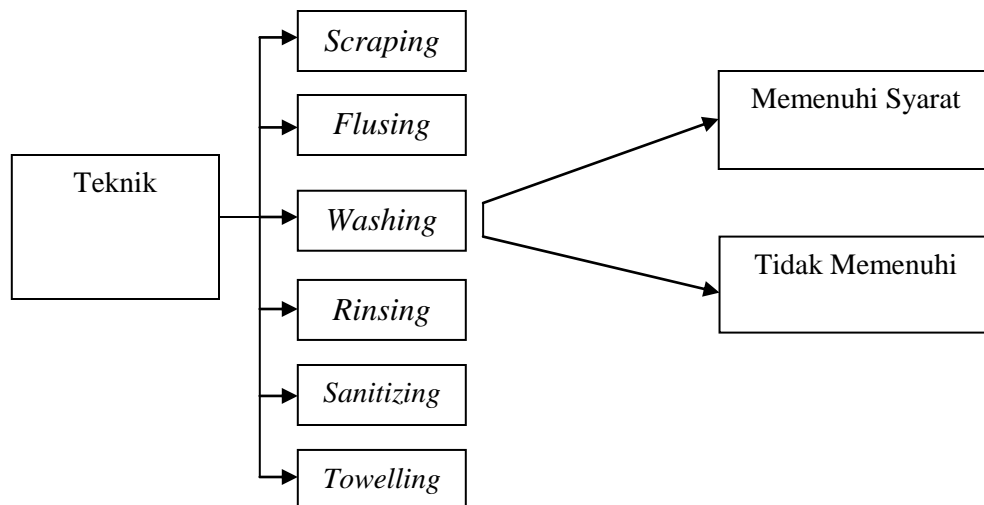 Teknik
Scraping
Flusing
Washing
Rinsing
Sanitizing
Towelling
Memenuhi Syarat
Tidak Memenuhi